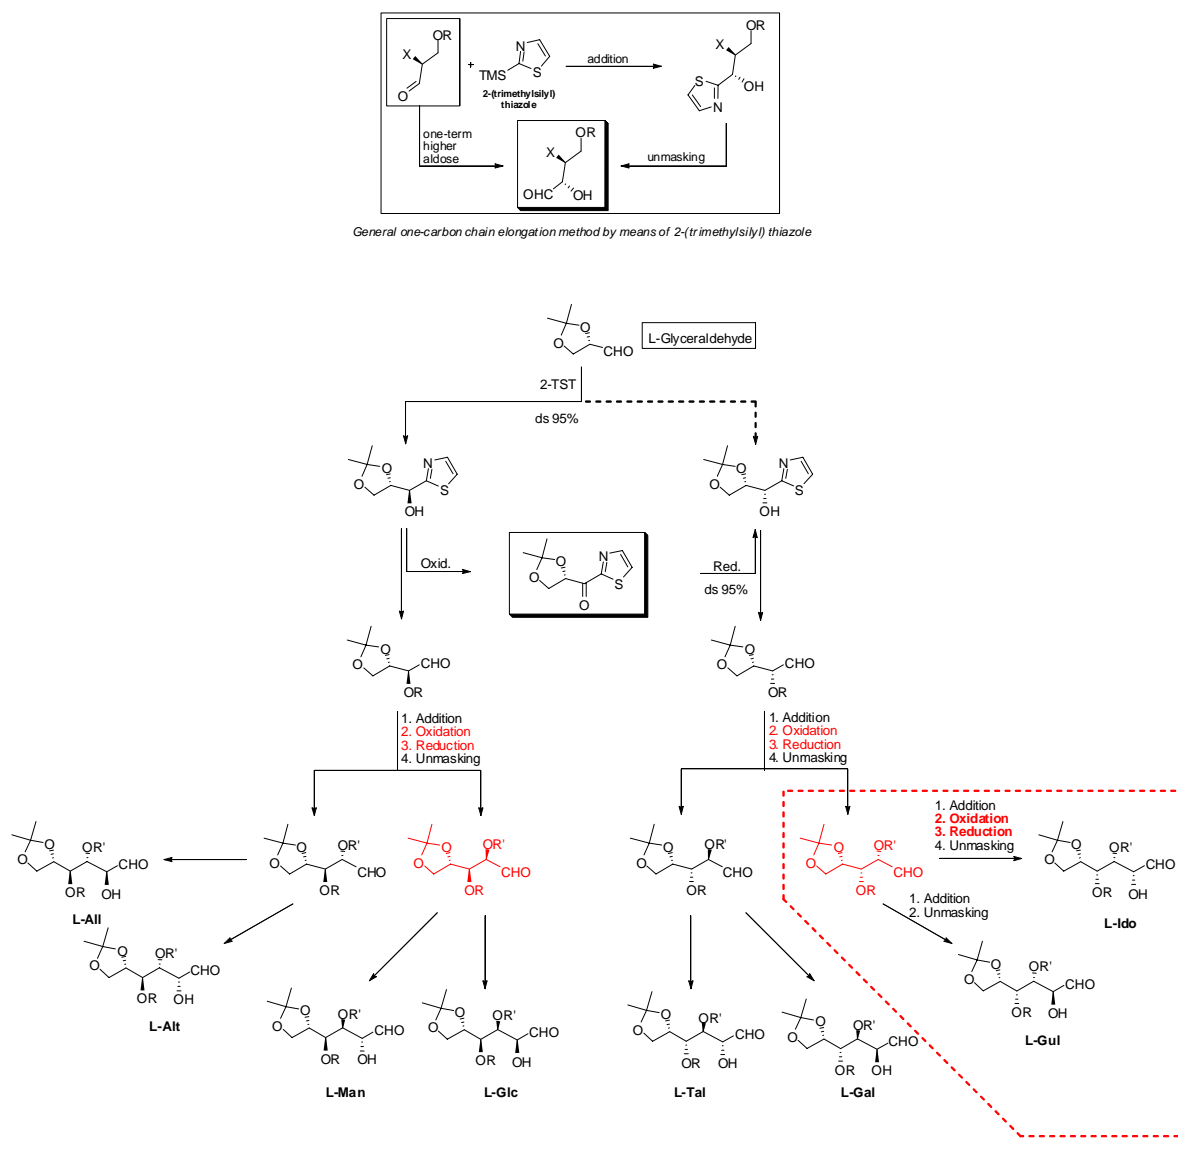 OR
X
O
+
N
S
TMS
2-(trimethylsilyl)
thiazole
addition
OR
X
S
N
OH
one-term
higher
aldose
OR
X
OHC
OH
unmasking
General one-carbon chain elongation method by means of 2-(trimethylsilyl) thiazole
O
O
CHO
L-Glyceraldehyde
2-TST
ds 95%
O
O
N
S
OH
O
O
N
S
OH
Oxid.
O
O
N
S
O
Red.
ds 95%
O
O
CHO
OR
O
O
CHO
OR
1. Addition
2. Oxidation
3. Reduction
4. Unmasking
1. Addition
2. Oxidation
3. Reduction
4. Unmasking
O
O
OR'
CHO
OR
OH
L-All
O
O
OR'
CHO
OR
O
O
OR'
CHO
OR
O
O
OR'
CHO
OR
O
O
OR'
CHO
OR
1. Addition
2. Oxidation
3. Reduction
4. Unmasking
O
O
OR'
CHO
OR
OH
L-Ido
1. Addition
2. Unmasking
O
O
OR'
CHO
OR
OH
L-Alt
O
O
OR'
CHO
OR
OH
L-Gul
O
O
OR'
CHO
OR
OH
L-Man
O
O
OR'
CHO
OR
OH
L-Glc
O
O
OR'
CHO
OR
OH
L-Tal
O
O
OR'
CHO
OR
OH
L-Gal